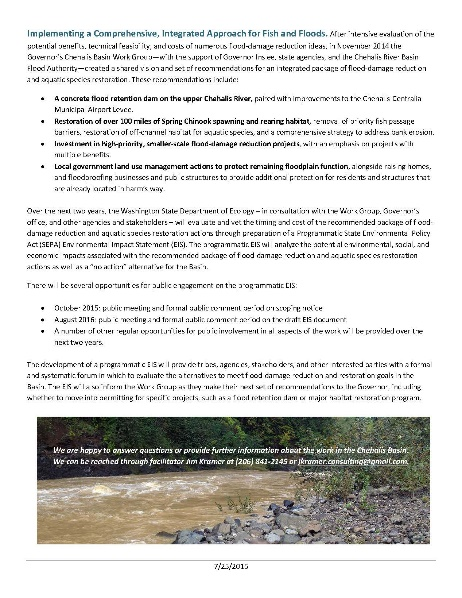 Implementing a Comprehensive, Integrated Approach for Fish and Floods. After intensive evaluation of the
potential benefits, technical feasibility, and costs of numerous flood-damage reduction ideas, in November 2014 the
Governor's Chehalis Basin Work Group—with the support of Governor Inslee, state agencies, and the Chehalis River Basin
Flood Authority—created a shared vision and set of recommendations for an integrated package of flood-damage reduction
and aquatic species restoration. These recommendations include:
• A concrete flood retention dam on the upper Chehalis River, paired with improvements to the Chehalis-Centralia
Municipal Airport Levee.
• Restoration of over 100 miles of Spring Chinook spawning and rearing habitat, removal of priority fish passage
barriers, restoration of off-channel habitat for aquatic species, and a comprehensive strategy to address bank erosion.
• Investment in high-priority, smaller-scale flood-damage reduction projects, with an emphasis on projects with
multiple benefits.
• Local government land use management actions to protect remaining floodplain function, alongside raising homes,
and floodproofing businesses and public structures to provide additional protection for residents and structures that
are already located in harm's way.
Over the next two years, the Washington State Department of Ecology – in consultation with the Work Group, Governor's
office, and other agencies and stakeholders – will evaluate and vet the timing and cost of the recommended package of flood-
damage reduction and aquatic species restoration actions through preparation of a Programmatic State Environmental Policy
Act (SEPA) Environmental Impact Statement (EIS). The programmatic EIS will analyze the potential environmental, social, and
economic impacts associated with the recommended package of flood-damage reduction and aquatic species restoration
actions as well as a "no action" alternative for the Basin.
There will be several opportunities for public engagement on the programmatic EIS:
• October 2015: public meeting and formal public comment period on scoping notice
• August 2016: public meeting and formal public comment period on the draft EIS document
• A number of other regular opportunities for public involvement in all aspects of the work will be provided over the
next two years.
The development of a programmatic EIS will provide tribes, agencies, stakeholders, and other interested parties with a formal
and systematic forum in which to evaluate the alternatives to meet flood-damage reduction and restoration goals in the
Basin. The EIS will also inform the Work Group as they make their next set of recommendations to the Governor, including
whether to move into permitting for specific projects, such as a flood retention dam or major habitat restoration program.
We are happy to answer questions or provide further information about the work in the Chehalis Basin.
We can be reached through facilitator Jim Kramer at (206) 841-2145 or jkramer.consulting@gmail.com.
7/25/2015